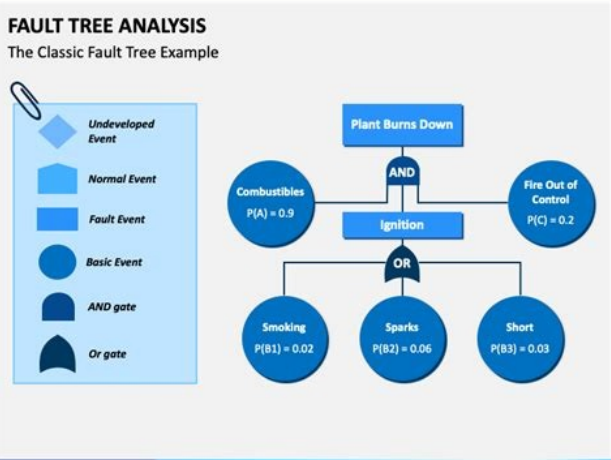 FAULT TREE ANALYSIS
The Classic Fault Tree Example
Undeveloped
Event
Normal Event
Fault Event
Basic Event
AND gate
Or gate
Plant Burns Down
AND
Combustibles
P(A) = 0.9
Fire Out of
Control
P(C) = 0.2
Ignition
OR
Smoking
P(B1) = 0.02
Sparks
P(B2) = 0.06
Short
P(B3) = 0.03